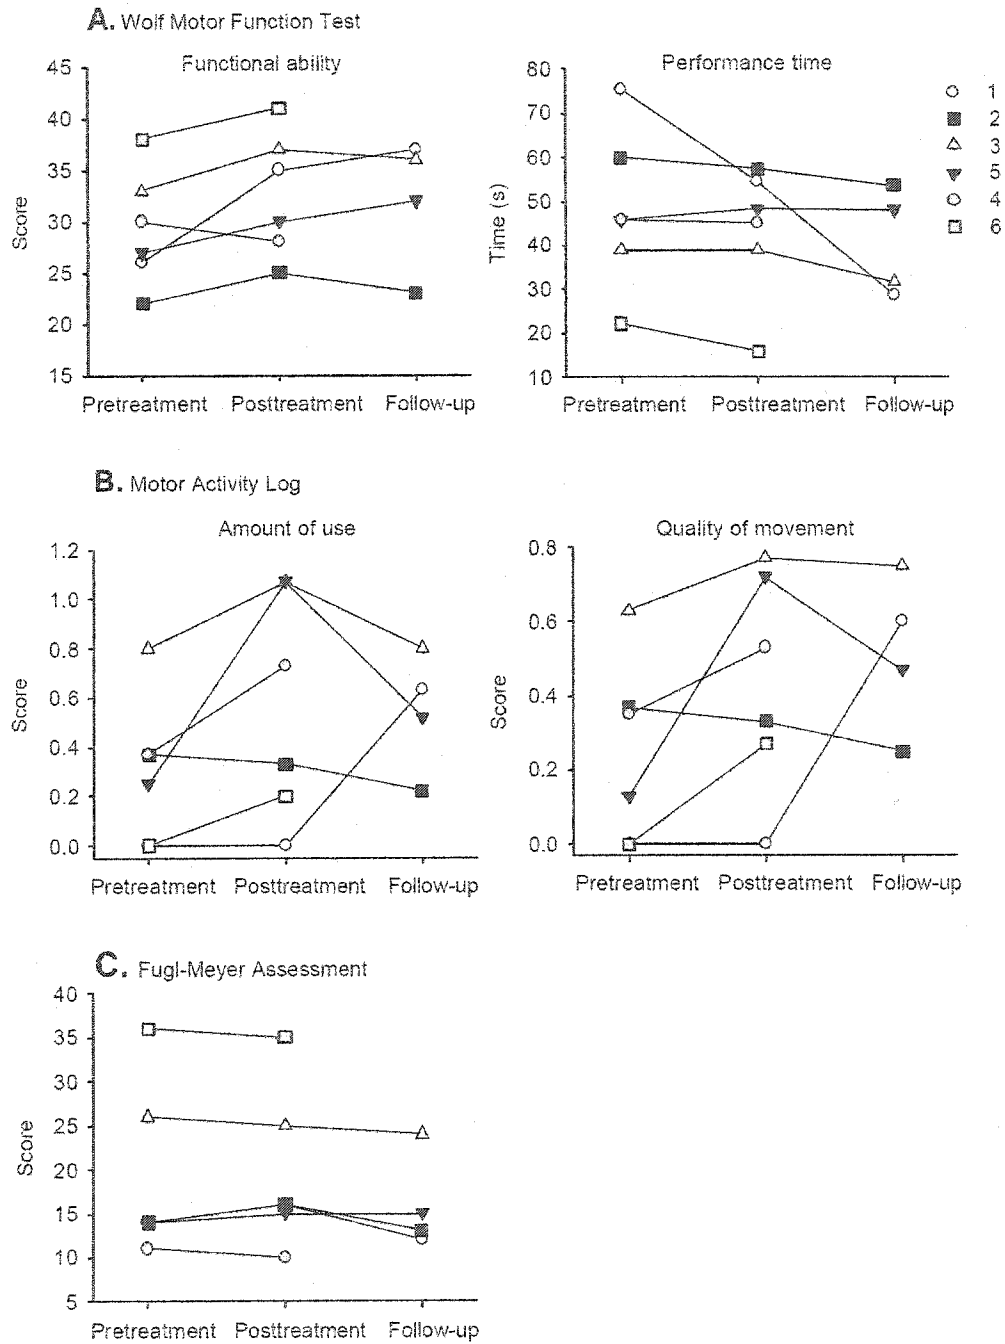 A. Wolf Motor Function Test
Functional ability
45
40
35
30
25
20
15
Score
Pretreatment Posttreatment Follow-up
Performance time
80
70
60
50
40
30
20
10
Time (s)
Pretreatment Posttreatment Follow-up
1
2
3
5
4
6
B. Motor Activity Log
Amount of use
1.2
1.0
0.8
0.6
0.4
0.2
0.0
Score
Pretreatment Posttreatment Follow-up
Quality of movement
0.8
0.6
0.4
0.2
0.0
Score
Pretreatment Posttreatment Follow-up
C. Fugl-Meyer Assessment
40
35
30
25
20
15
10
5
Score
Pretreatment Posttreatment Follow-up